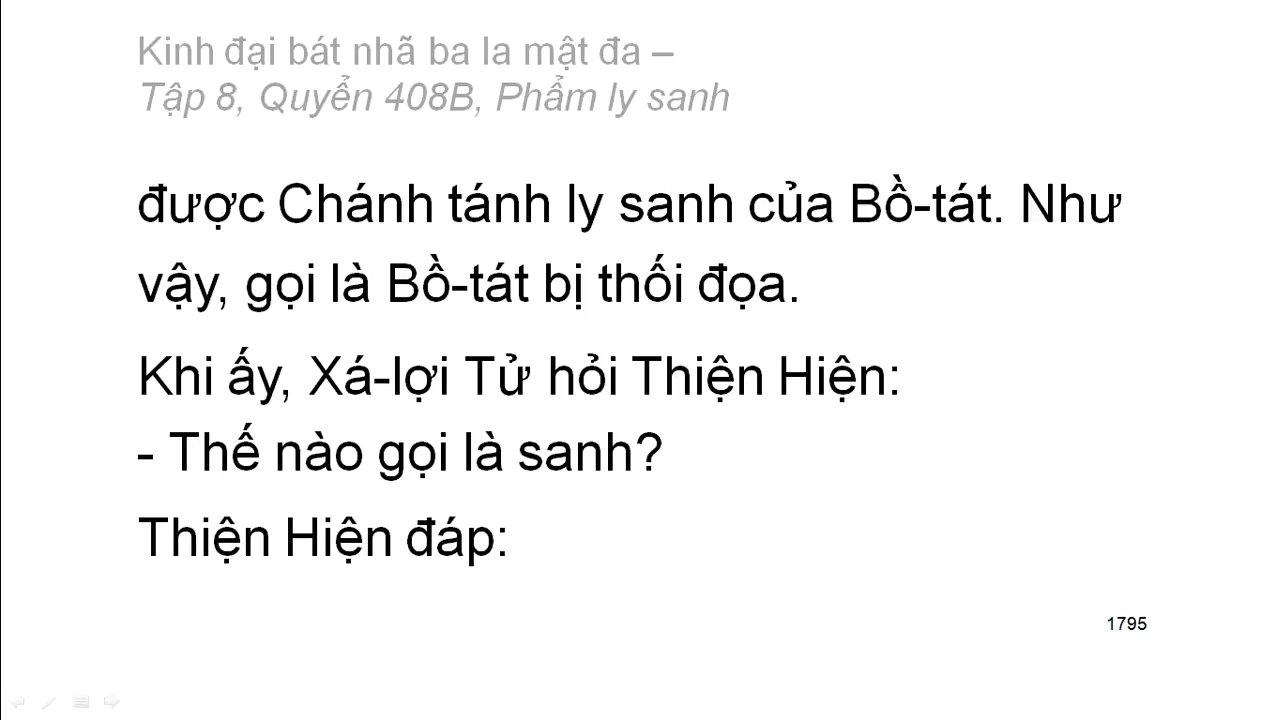 Kinh đại bát nhã ba la mật đa –
Tập 8, Quyển 408B, Phẩm ly sanh
được Chánh tánh ly sanh của Bồ-tát. Như
vậy, gọi là Bồ-tát bị thối đọa.
Khi ấy, Xá-lợi Tử hỏi Thiện Hiện:
- Thế nào gọi là sanh?
Thiện Hiện đáp:
1795